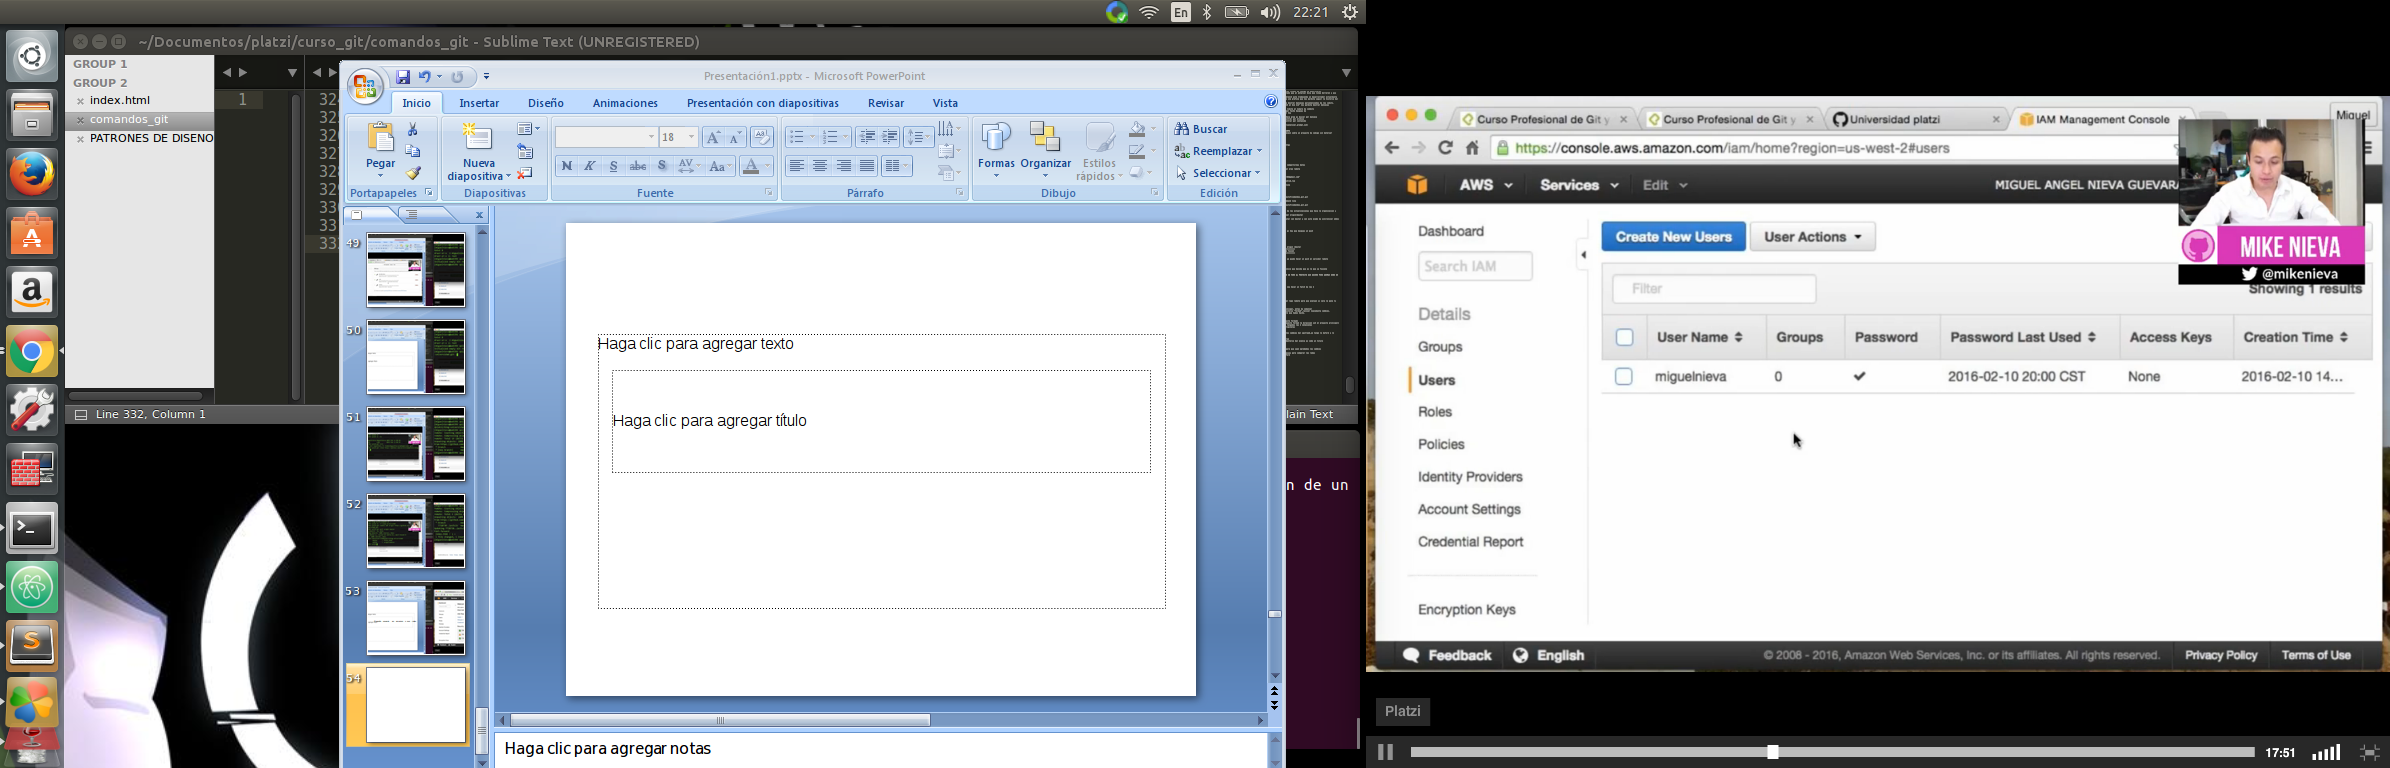 En
22:21
~/Documentos/platzi/curso_git/comandos_git - Sublime Text (UNREGISTERED)
GROUP 1
GROUP 2
index.html
comandos_git
PATRONES DE DISENO
1
Line 332, Column 1
lain Text
n de un
Presentación1.pptx - Microsoft PowerPoint
Inicio
Insertar
Diseño
Animaciones
Presentación con diapositivas
Revisar
Vista
Pegar
Portapapeles
Nueva
diapositiva
Diapositivas
18
N K S abc S AV Aa A
Fuente
Párrafo
Formas
Organizar
Estilos
rápidos
Dibujo
Buscar
Reemplazar
Seleccionar
Edición
49
50
51
52
53
54
Haga clic para agregar texto
Haga clic para agregar título
Haga clic para agregar notas
Curso Profesional de Git y
Curso Profesional de Git y
Universidad platzi
IAM Management Console
Miguel
https://console.aws.amazon.com/iam/home?region=us-west-2#users
AWS
Services
Edit
MIGUEL ANGEL NIEVA GUEVARA
MIKE NIEVA
@mikenieva
Dashboard
Search IAM
Details
Groups
Users
Roles
Policies
Identity Providers
Account Settings
Credential Report
Encryption Keys
Create New Users
User Actions
Filter
Showing 1 results
User Name
Groups
Password
Password Last Used
Access Keys
Creation Time
miguelnieva
0
2016-02-10 20:00 CST
None
2016-02-10 14...
Feedback
English
© 2008 - 2016, Amazon Web Services, Inc. or its affiliates. All rights reserved.
Privacy Policy
Terms of Use
Platzi
17:51